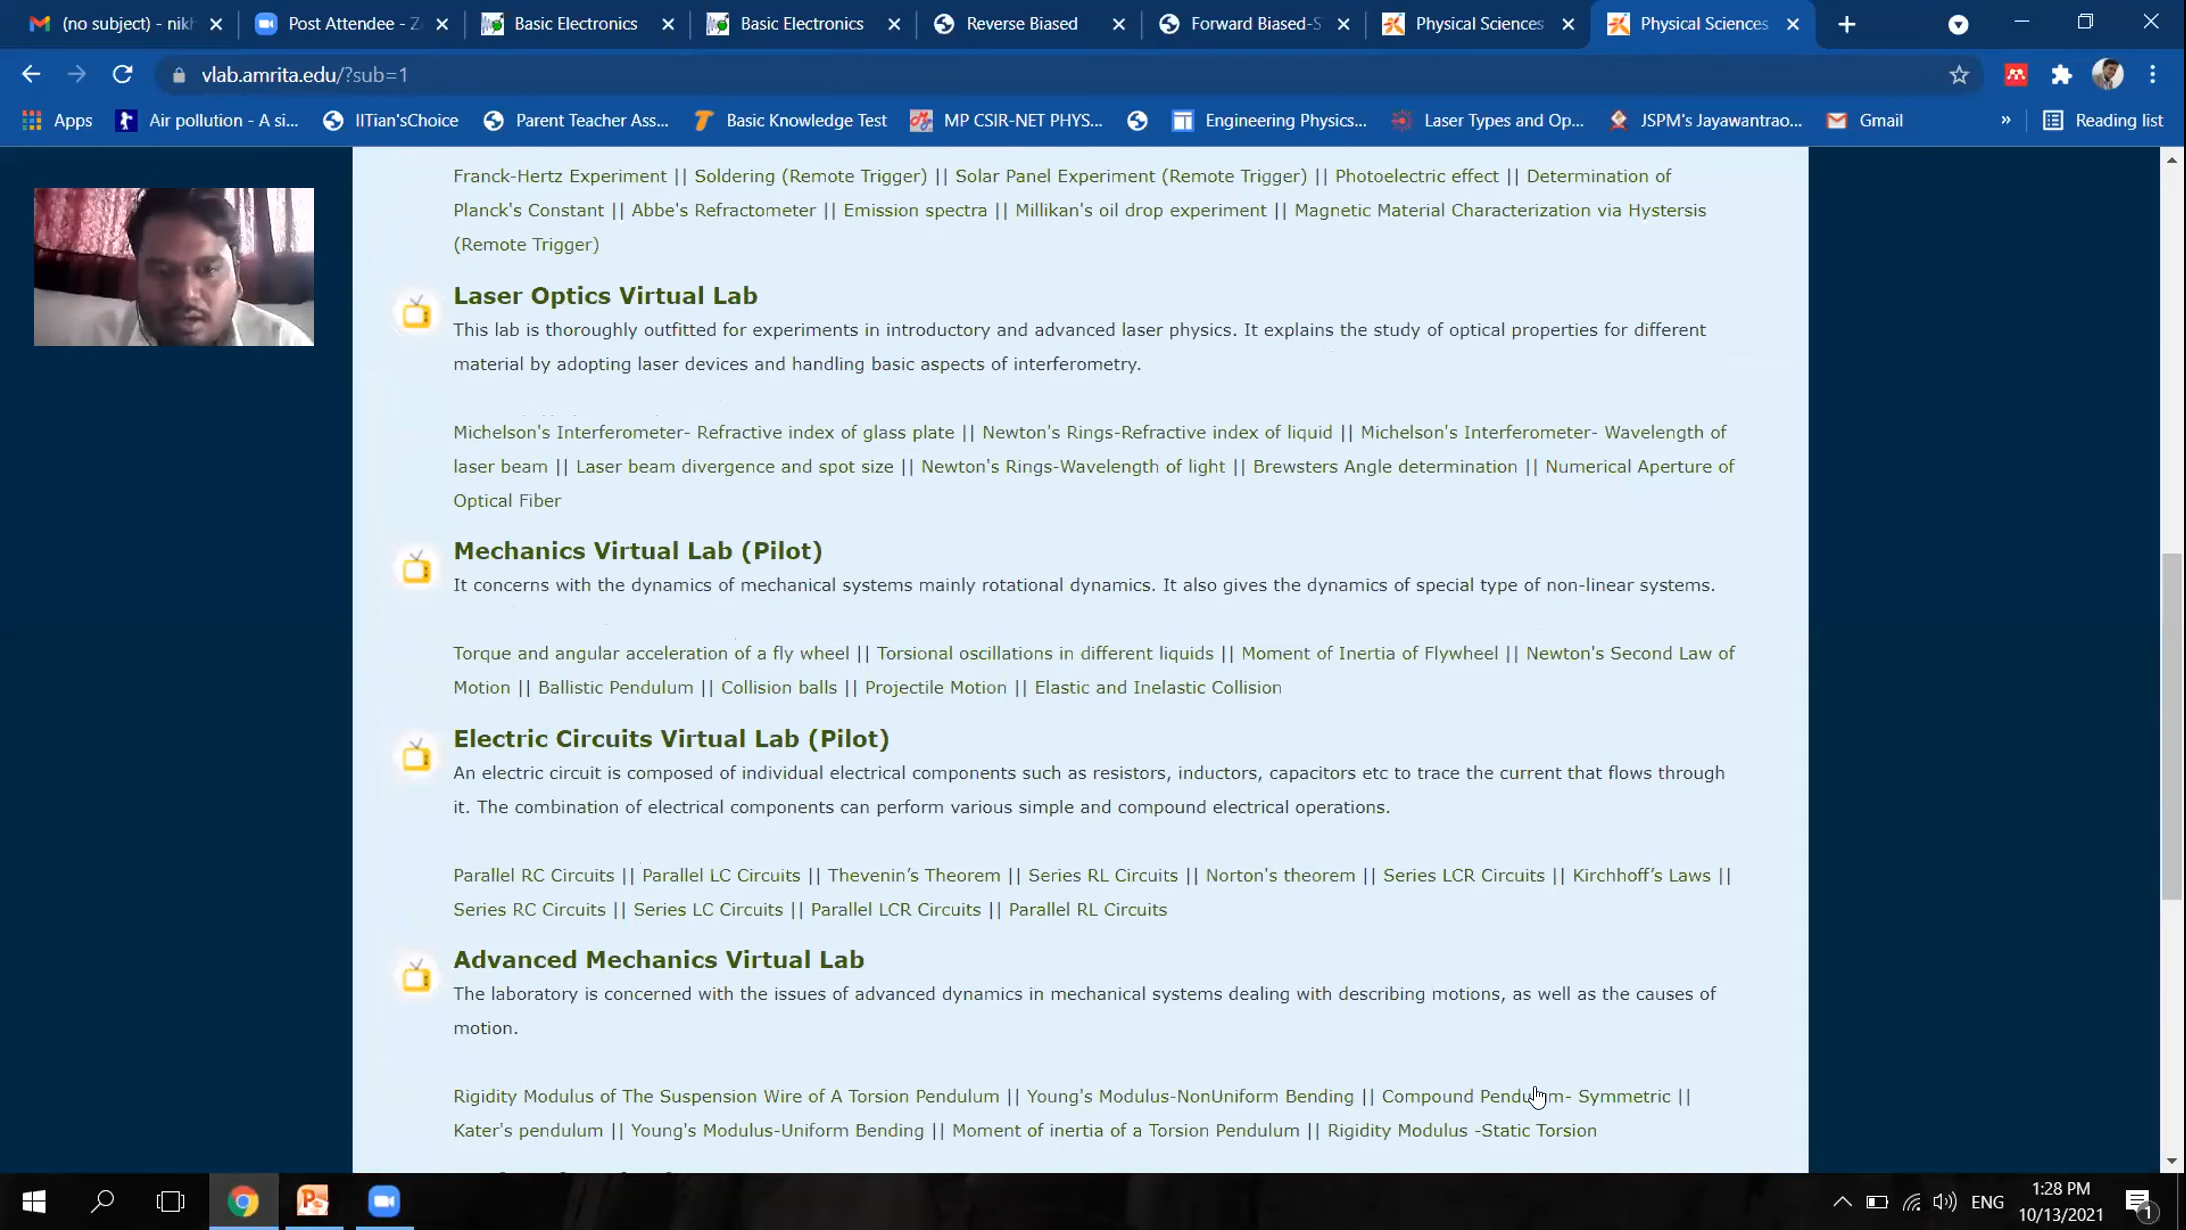 (no subject) - nikh
Post Attendee - Z
Basic Electronics
Basic Electronics
Reverse Biased
Forward Biased-S
Physical Sciences
Physical Sciences
vlab.amrita.edu/?sub=1
Apps
Air pollution - A si...
IITian'sChoice
Parent Teacher Ass...
Basic Knowledge Test
MP CSIR-NET PHYS...
Engineering Physics...
Laser Types and Op...
JSPM's Jayawantrao...
Gmail
»
Reading list
Franck-Hertz Experiment || Soldering (Remote Trigger) || Solar Panel Experiment (Remote Trigger) || Photoelectric effect || Determination of
Planck's Constant || Abbe's Refractometer || Emission spectra || Millikan's oil drop experiment || Magnetic Material Characterization via Hystersis
(Remote Trigger)
Laser Optics Virtual Lab
This lab is thoroughly outfitted for experiments in introductory and advanced laser physics. It explains the study of optical properties for different
material by adopting laser devices and handling basic aspects of interferometry.
Michelson's Interferometer- Refractive index of glass plate || Newton's Rings-Refractive index of liquid || Michelson's Interferometer- Wavelength of
laser beam || Laser beam divergence and spot size || Newton's Rings-Wavelength of light || Brewsters Angle determination || Numerical Aperture of
Optical Fiber
Mechanics Virtual Lab (Pilot)
It concerns with the dynamics of mechanical systems mainly rotational dynamics. It also gives the dynamics of special type of non-linear systems.
Torque and angular acceleration of a fly wheel || Torsional oscillations in different liquids || Moment of Inertia of Flywheel || Newton's Second Law of
Motion || Ballistic Pendulum || Collision balls || Projectile Motion || Elastic and Inelastic Collision
Electric Circuits Virtual Lab (Pilot)
An electric circuit is composed of individual electrical components such as resistors, inductors, capacitors etc to trace the current that flows through
it. The combination of electrical components can perform various simple and compound electrical operations.
Parallel RC Circuits || Parallel LC Circuits || Thevenin’s Theorem || Series RL Circuits || Norton's theorem || Series LCR Circuits || Kirchhoff’s Laws ||
Series RC Circuits || Series LC Circuits || Parallel LCR Circuits || Parallel RL Circuits
Advanced Mechanics Virtual Lab
The laboratory is concerned with the issues of advanced dynamics in mechanical systems dealing with describing motions, as well as the causes of
motion.
Rigidity Modulus of The Suspension Wire of A Torsion Pendulum || Young's Modulus-NonUniform Bending || Compound Pendulum- Symmetric ||
Kater's pendulum || Young's Modulus-Uniform Bending || Moment of inertia of a Torsion Pendulum || Rigidity Modulus -Static Torsion
ENG
1:28 PM
10/13/2021
1